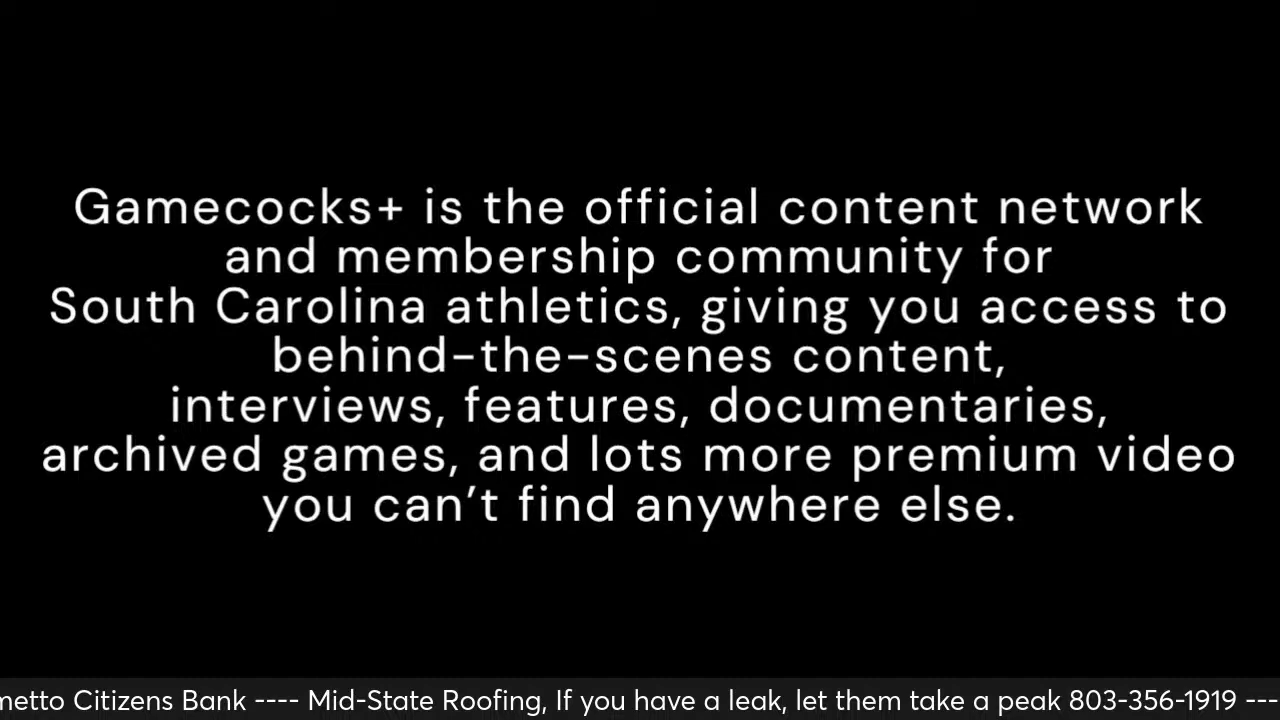 Gamecocks+ is the official content network
and membership community for
South Carolina athletics, giving you access to
behind-the-scenes content,
interviews, features, documentaries,
archived games, and lots more premium video
you can’t find anywhere else.
metto Citizens Bank ---- Mid-State Roofing, If you have a leak, let them take a peak 803-356-1919 ---